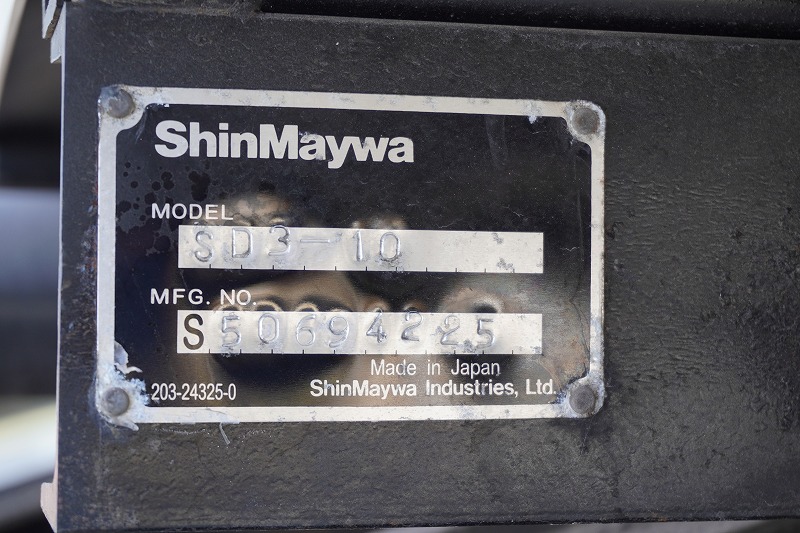 ShinMaywa
MODEL
SD3-10
MFG. NO.
S50694225
Made in Japan
203-24325-0
ShinMaywa Industries, Ltd.